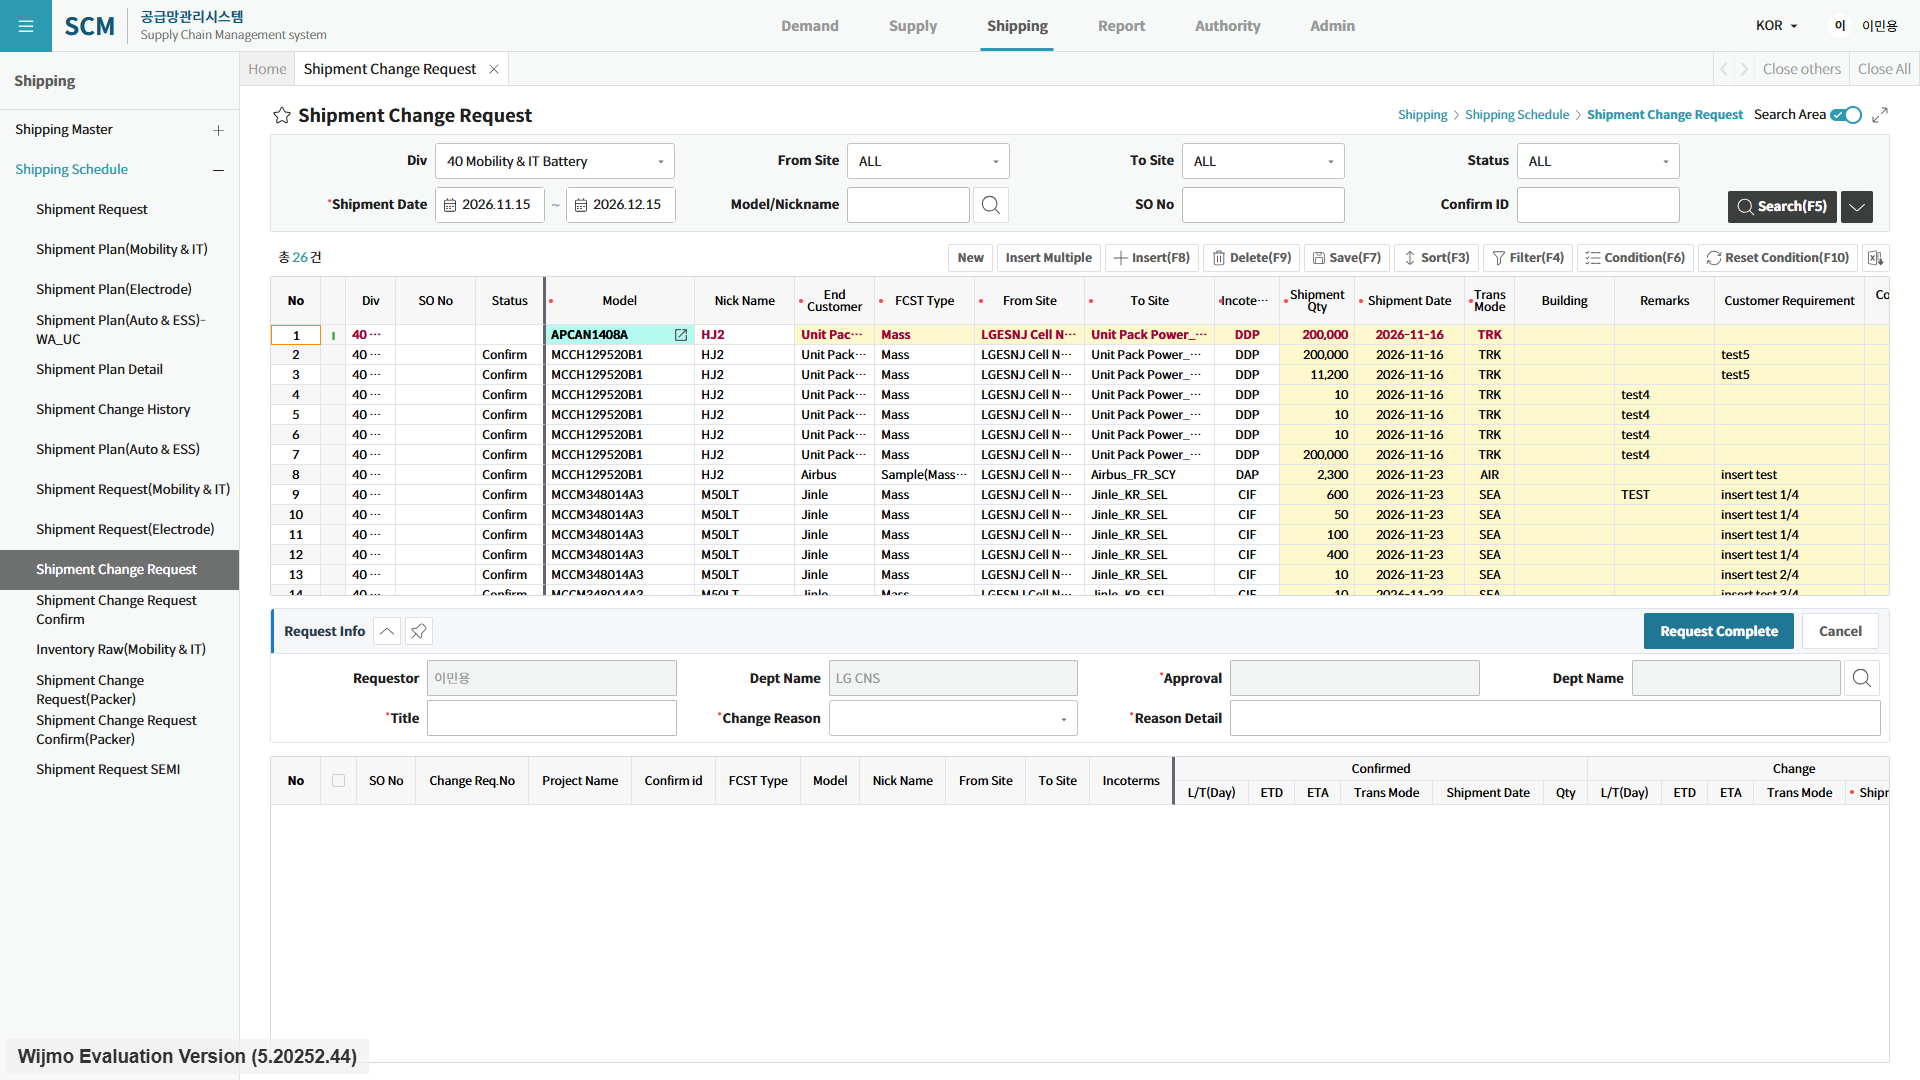 SCM 공급망관리시스템 Supply Chain Management system
Demand Supply Shipping Report Authority Admin
KOR 이 이민용
Shipping
Home Shipment Change Request
Close others Close All
Shipping Master
Shipping Schedule
Shipment Request
Shipment Plan(Mobility & IT)
Shipment Plan(Electrode)
Shipment Plan(Auto & ESS)-
WA_UC
Shipment Plan Detail
Shipment Change History
Shipment Plan(Auto & ESS)
Shipment Request(Mobility & IT)
Shipment Request(Electrode)
Shipment Change Request
Shipment Change Request
Confirm
Inventory Raw(Mobility & IT)
Shipment Change
Request(Packer)
Shipment Change Request
Confirm(Packer)
Shipment Request SEMI
Shipment Change Request
Shipping > Shipping Schedule > Shipment Change Request Search Area
Div 40 Mobility & IT Battery From Site ALL To Site ALL Status ALL
*Shipment Date 2026.11.15 ~ 2026.12.15 Model/Nickname SO No Confirm ID Search(F5)
총 26 건
New Insert Multiple Insert(F8) Delete(F9) Save(F7) Sort(F3) Filter(F4) Condition(F6) Reset Condition(F10)
No Div SO No Status Model Nick Name End Customer FCST Type From Site To Site Incote··· Shipment Qty Shipment Date Trans Mode Building Remarks Customer Requirement Co
1 I 40 ··· APCAN1408A HJ2 Unit Pac··· Mass LGESNJ Cell N··· Unit Pack Power_··· DDP 200,000 2026-11-16 TRK
2 40 ··· Confirm MCCH129520B1 HJ2 Unit Pack··· Mass LGESNJ Cell N··· Unit Pack Power_··· DDP 200,000 2026-11-16 TRK test5
3 40 ··· Confirm MCCH129520B1 HJ2 Unit Pack··· Mass LGESNJ Cell N··· Unit Pack Power_··· DDP 11,200 2026-11-16 TRK test5
4 40 ··· Confirm MCCH129520B1 HJ2 Unit Pack··· Mass LGESNJ Cell N··· Unit Pack Power_··· DDP 10 2026-11-16 TRK test4
5 40 ··· Confirm MCCH129520B1 HJ2 Unit Pack··· Mass LGESNJ Cell N··· Unit Pack Power_··· DDP 10 2026-11-16 TRK test4
6 40 ··· Confirm MCCH129520B1 HJ2 Unit Pack··· Mass LGESNJ Cell N··· Unit Pack Power_··· DDP 10 2026-11-16 TRK test4
7 40 ··· Confirm MCCH129520B1 HJ2 Unit Pack··· Mass LGESNJ Cell N··· Unit Pack Power_··· DDP 200,000 2026-11-16 TRK test4
8 40 ··· Confirm MCCH129520B1 HJ2 Airbus Sample(Mass··· LGESNJ Cell N··· Airbus_FR_SCY DAP 2,300 2026-11-23 AIR insert test
9 40 ··· Confirm MCCM348014A3 M50LT Jinle Mass LGESNJ Cell N··· Jinle_KR_SEL CIF 600 2026-11-23 SEA TEST insert test 1/4
10 40 ··· Confirm MCCM348014A3 M50LT Jinle Mass LGESNJ Cell N··· Jinle_KR_SEL CIF 50 2026-11-23 SEA insert test 1/4
11 40 ··· Confirm MCCM348014A3 M50LT Jinle Mass LGESNJ Cell N··· Jinle_KR_SEL CIF 100 2026-11-23 SEA insert test 1/4
12 40 ··· Confirm MCCM348014A3 M50LT Jinle Mass LGESNJ Cell N··· Jinle_KR_SEL CIF 400 2026-11-23 SEA insert test 1/4
13 40 ··· Confirm MCCM348014A3 M50LT Jinle Mass LGESNJ Cell N··· Jinle_KR_SEL CIF 10 2026-11-23 SEA insert test 2/4
14 40 ··· Confirm MCCM348014A3 M50LT Jinle Mass LGESNJ Cell N··· Jinle_KR_SEL CIF 10 2026-11-23 SEA insert test 3/4
Request Info Request Complete Cancel
Requestor 이민용 Dept Name LG CNS *Approval Dept Name
*Title *Change Reason *Reason Detail
No SO No Change Req.No Project Name Confirm id FCST Type Model Nick Name From Site To Site Incoterms Confirmed Change
L/T(Day) ETD ETA Trans Mode Shipment Date Qty L/T(Day) ETD ETA Trans Mode Shipr
Wijmo Evaluation Version (5.20252.44)